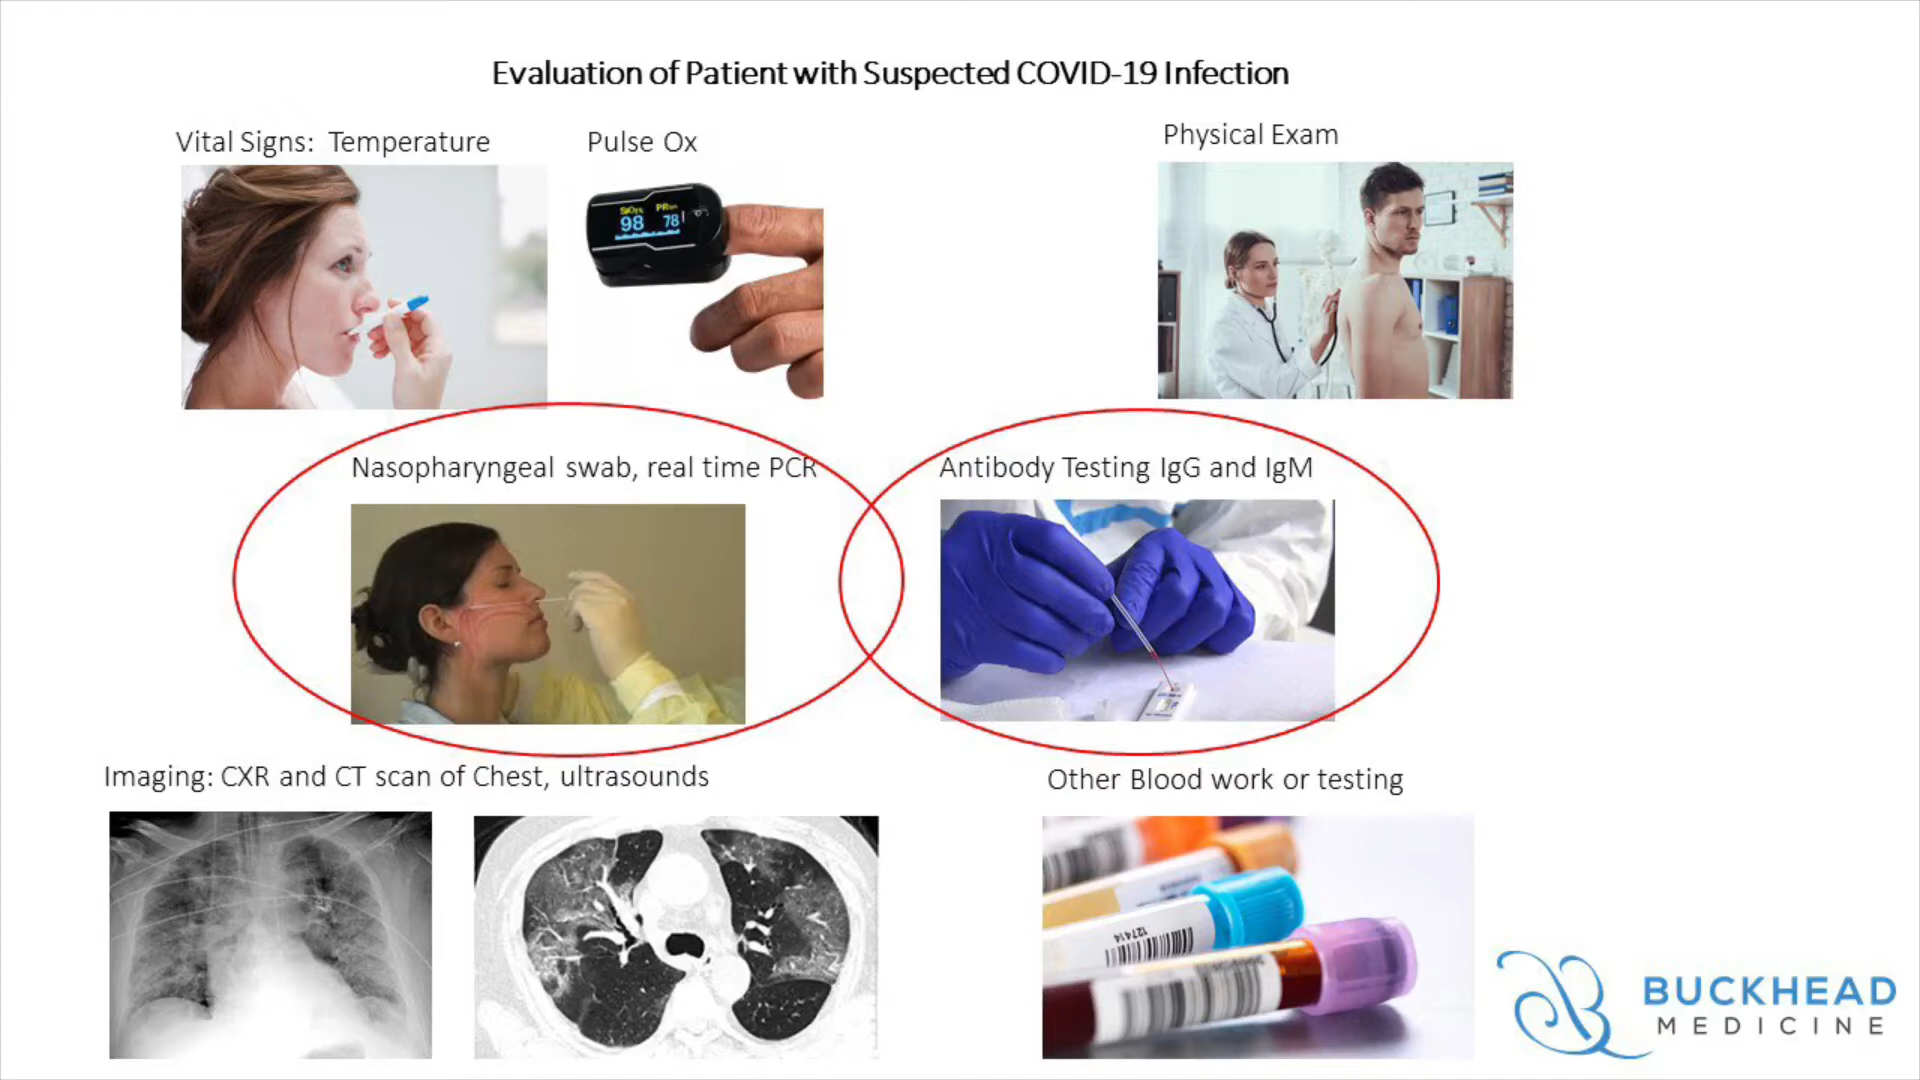 Evaluation of Patient with Suspected COVID-19 Infection
Vital Signs:  Temperature
Pulse Ox
Physical Exam
98
78
Nasopharyngeal swab, real time PCR
Antibody Testing IgG and IgM
Imaging: CXR and CT scan of Chest, ultrasounds
Other Blood work or testing
127414
BUCKHEAD
MEDICINE